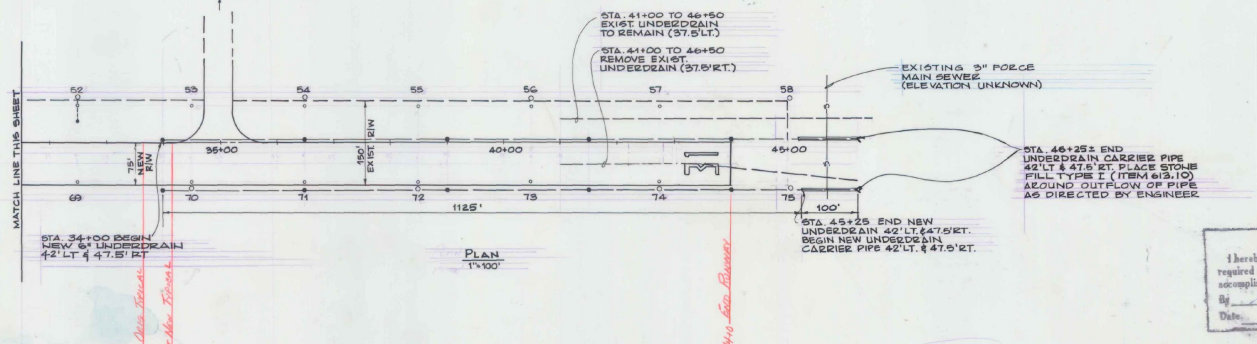 STA. 41+00 TO 46+50
EXIST. UNDERDRAIN
TO REMAIN (37.5'LT.)
STA. 41+00 TO 46+50
REMOVE EXIST.
UNDERDRAIN (37.5'RT.)
EXISTING 3" FORCE
MAIN SEWER
(ELEVATION UNKNOWN)
52
53
54
55
56
57
58
MATCH LINE THIS SHEET
75'
NEW
R/W
35+00
150'
EXIST. R/W
40+00
45+00
STA. 46+25± END
UNDERDRAIN CARRIER PIPE
42'LT & 47.5' RT. PLACE STONE
FILL TYPE I (ITEM 613.10)
AROUND OUTFLOW OF PIPE
AS DIRECTED BY ENGINEER
69
70
71
72
73
74
75
1125'
100'
STA. 34+00 BEGIN
NEW 6" UNDERDRAIN
42' LT & 47.5' RT
STA. 45+25 END NEW
UNDERDRAIN 42'LT.&47.5'RT.
BEGIN NEW UNDERDRAIN
CARRIER PIPE 42'LT. & 47.5'RT.
PLAN
1"=100'
New Typical
End Runway
I hereb
required
accomplis
By
Date